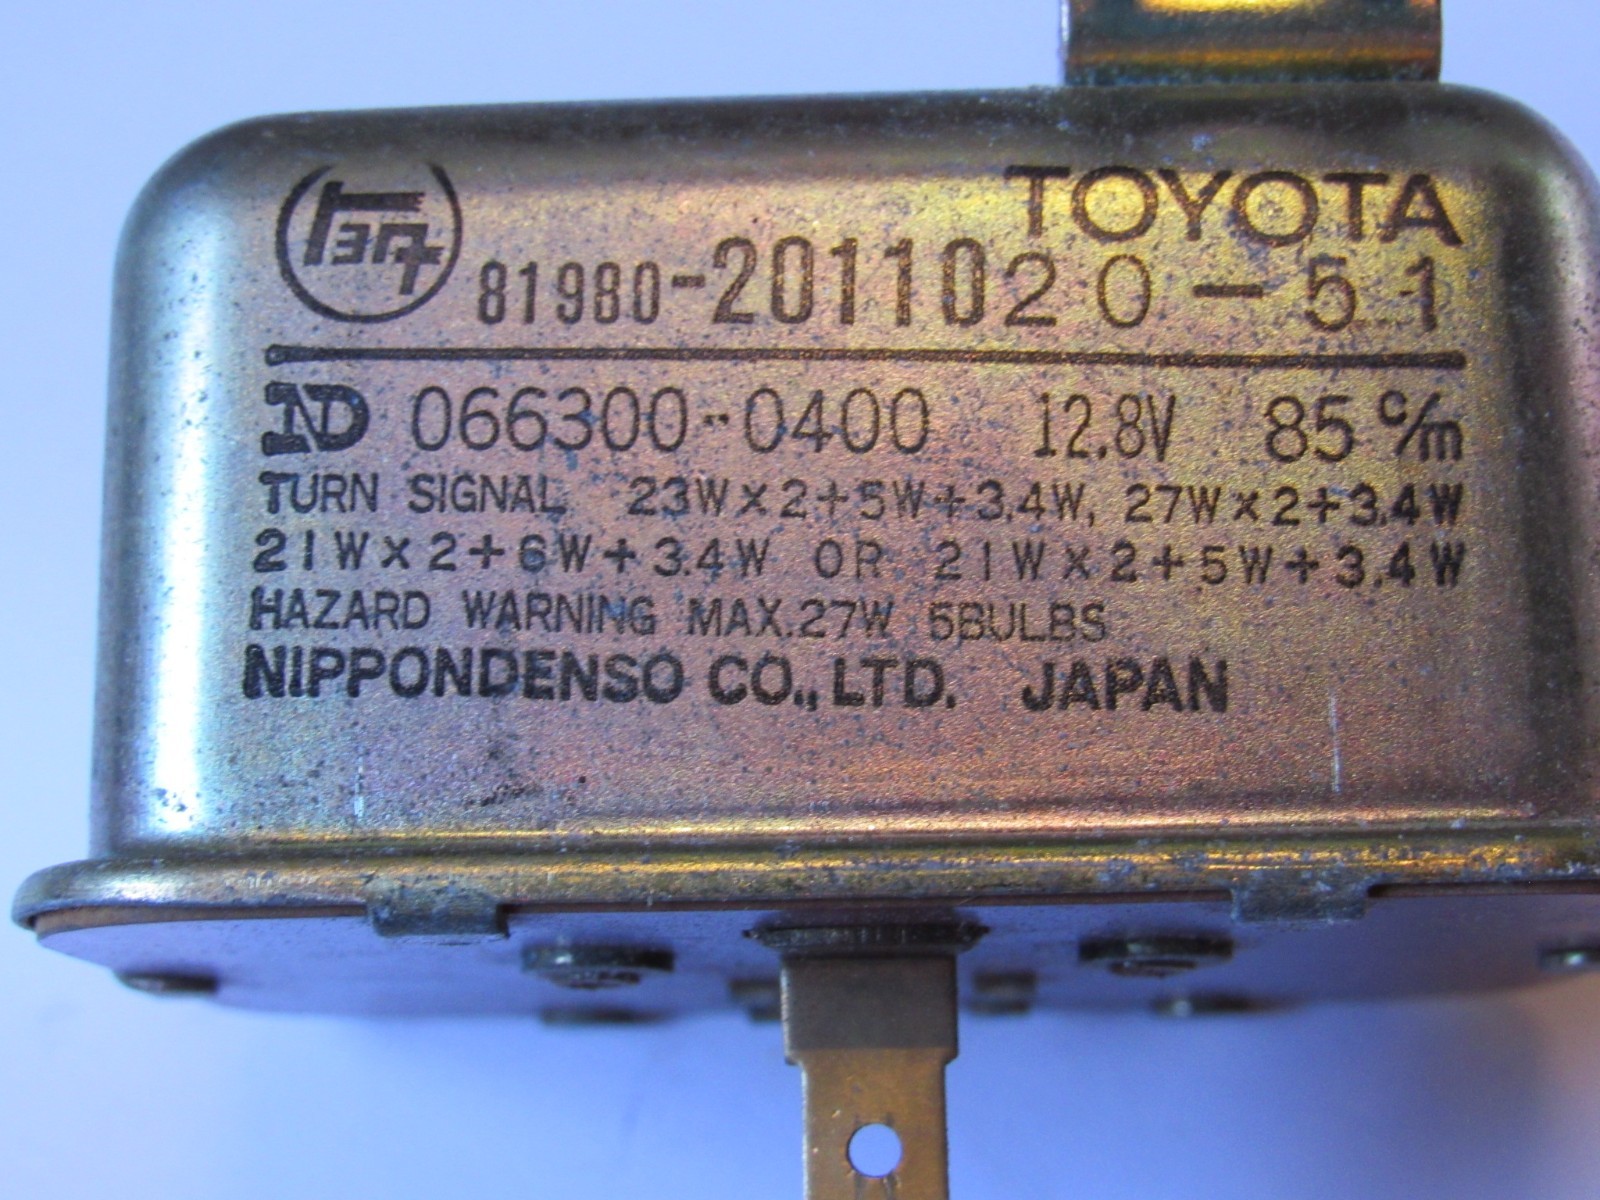 TOYOTA
TEQ 81980-20110 20-51
ND 066300-0400 12.8V 85 c/m
TURN SIGNAL 23W×2+5W+3.4W, 27W×2+3.4W
21W×2+6W+3.4W OR 21W×2+5W+3.4W
HAZARD WARNING MAX.27W 5BULBS
NIPPONDENSO CO., LTD. JAPAN